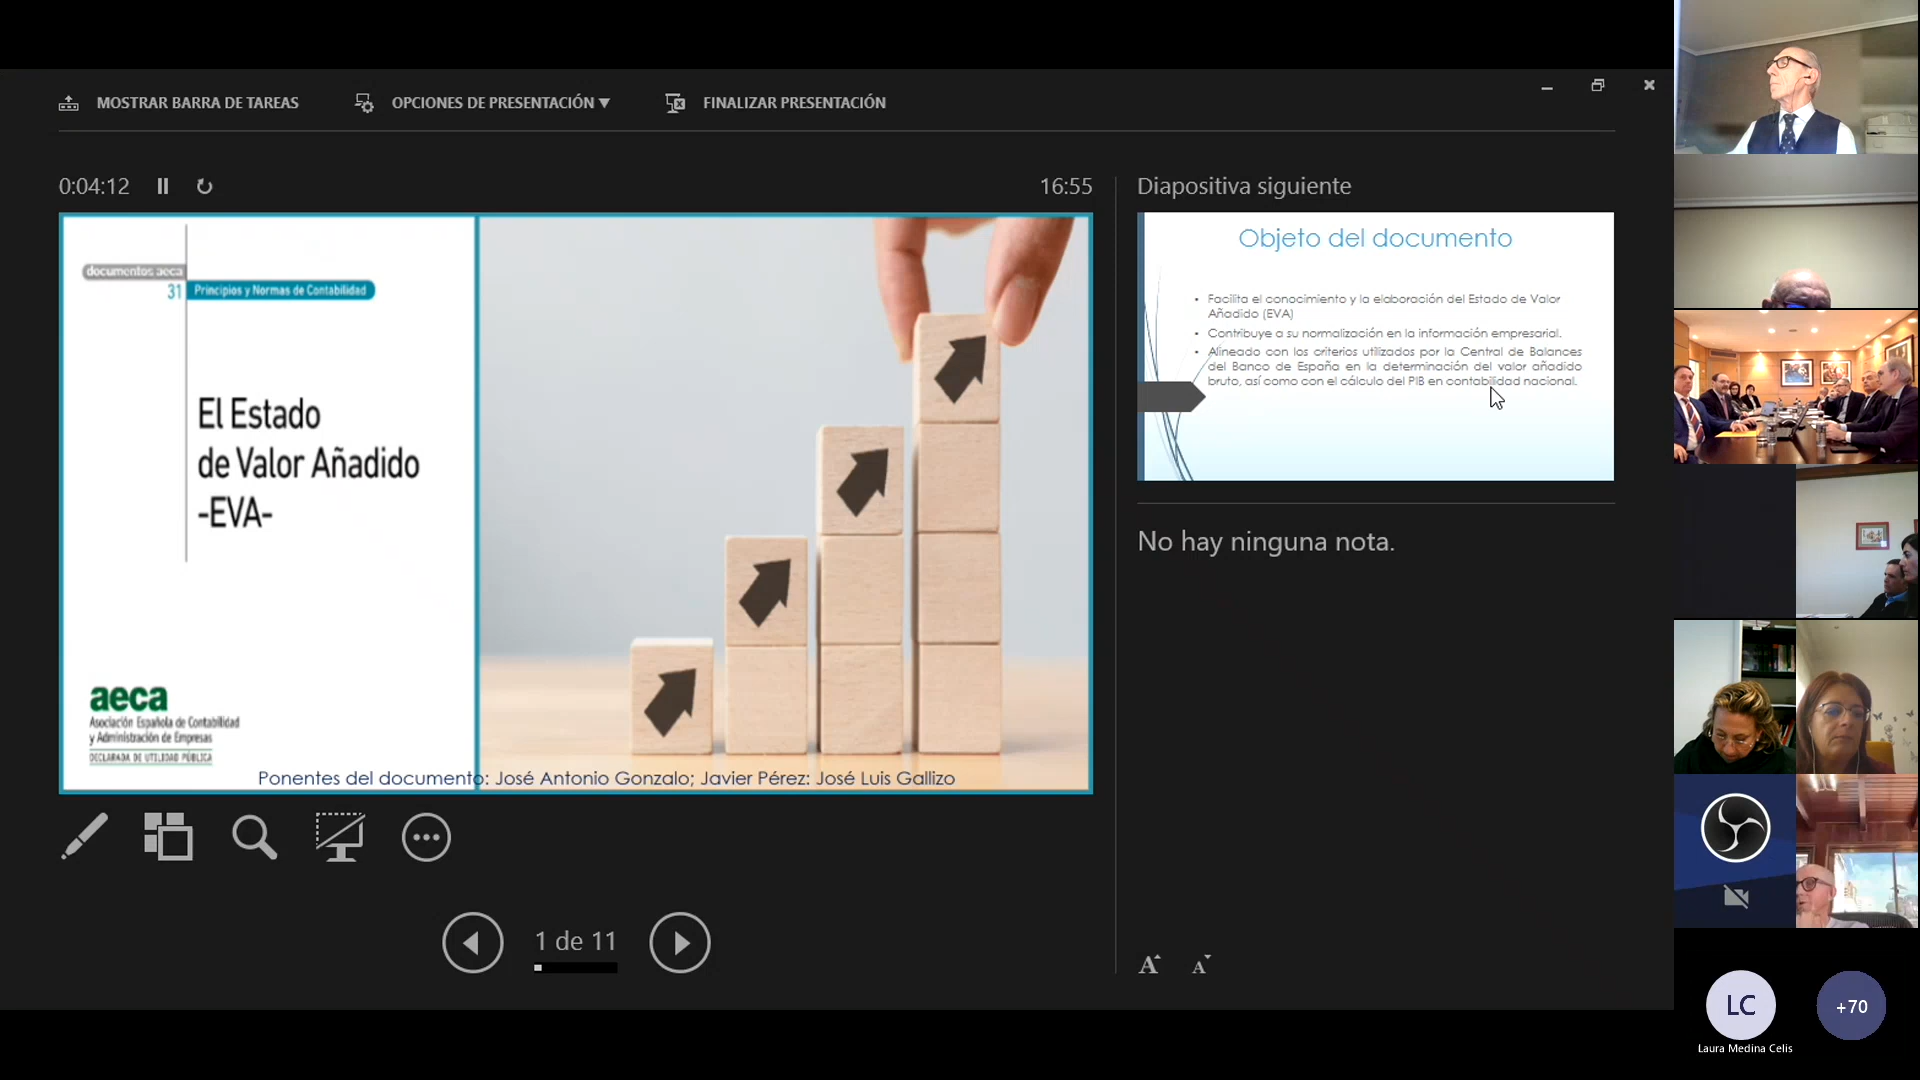 MOSTRAR BARRA DE TAREAS
OPCIONES DE PRESENTACIÓN ▼
FINALIZAR PRESENTACIÓN
0:04:12
16:55
documentos aeca
31
Principios y Normas de Contabilidad
El Estado
de Valor Añadido
-EVA-
aeca
Asociación Española de Contabilidad
y Administración de Empresas
DECLARADA DE UTILIDAD PÚBLICA
Ponentes del documento: José Antonio Gonzalo; Javier Pérez: José Luis Gallizo
1 de 11
Diapositiva siguiente
Objeto del documento
• Facilita el conocimiento y la elaboración del Estado de Valor
Añadido (EVA)
• Contribuye a su normalización en la información empresarial.
• Alineado con los criterios utilizados por la Central de Balances
del Banco de España en la determinación del valor añadido
bruto, así como con el cálculo del PIB en contabilidad nacional.
No hay ninguna nota.
A A
LC
+70
Laura Medina Celis